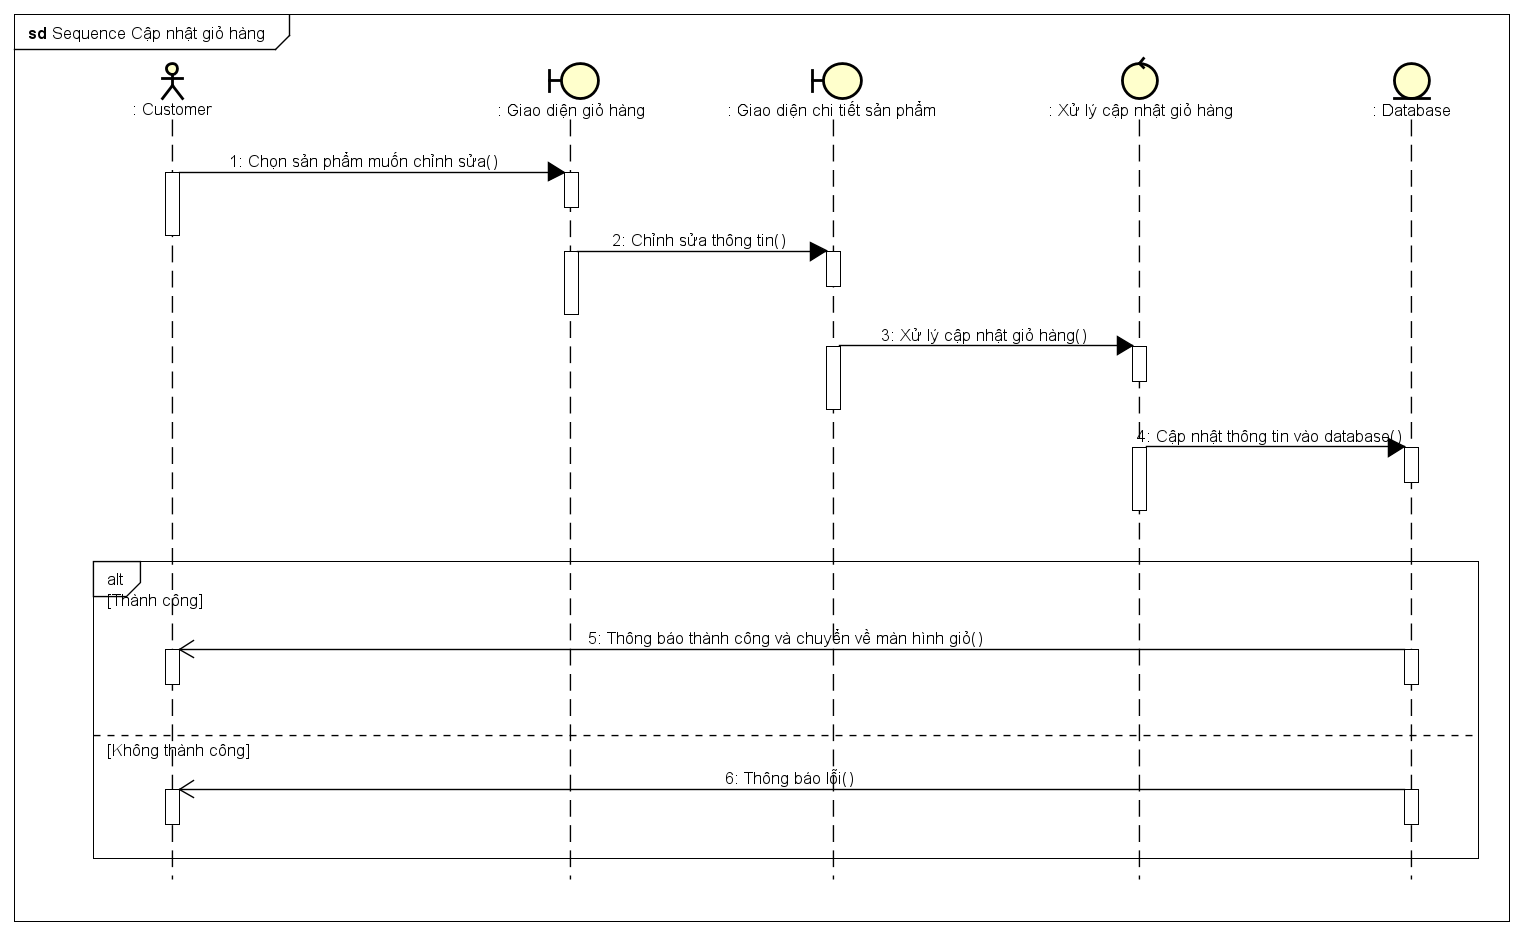 sd Sequence Cập nhật giỏ hàng
: Customer
: Giao diện giỏ hàng
: Giao diện chi tiết sản phẩm
: Xử lý cập nhật giỏ hàng
: Database
1: Chọn sản phẩm muốn chỉnh sửa()
2: Chỉnh sửa thông tin()
3: Xử lý cập nhật giỏ hàng()
4: Cập nhật thông tin vào database()
alt
[Thành công]
5: Thông báo thành công và chuyển về màn hình giỏ()
[Không thành công]
6: Thông báo lỗi()